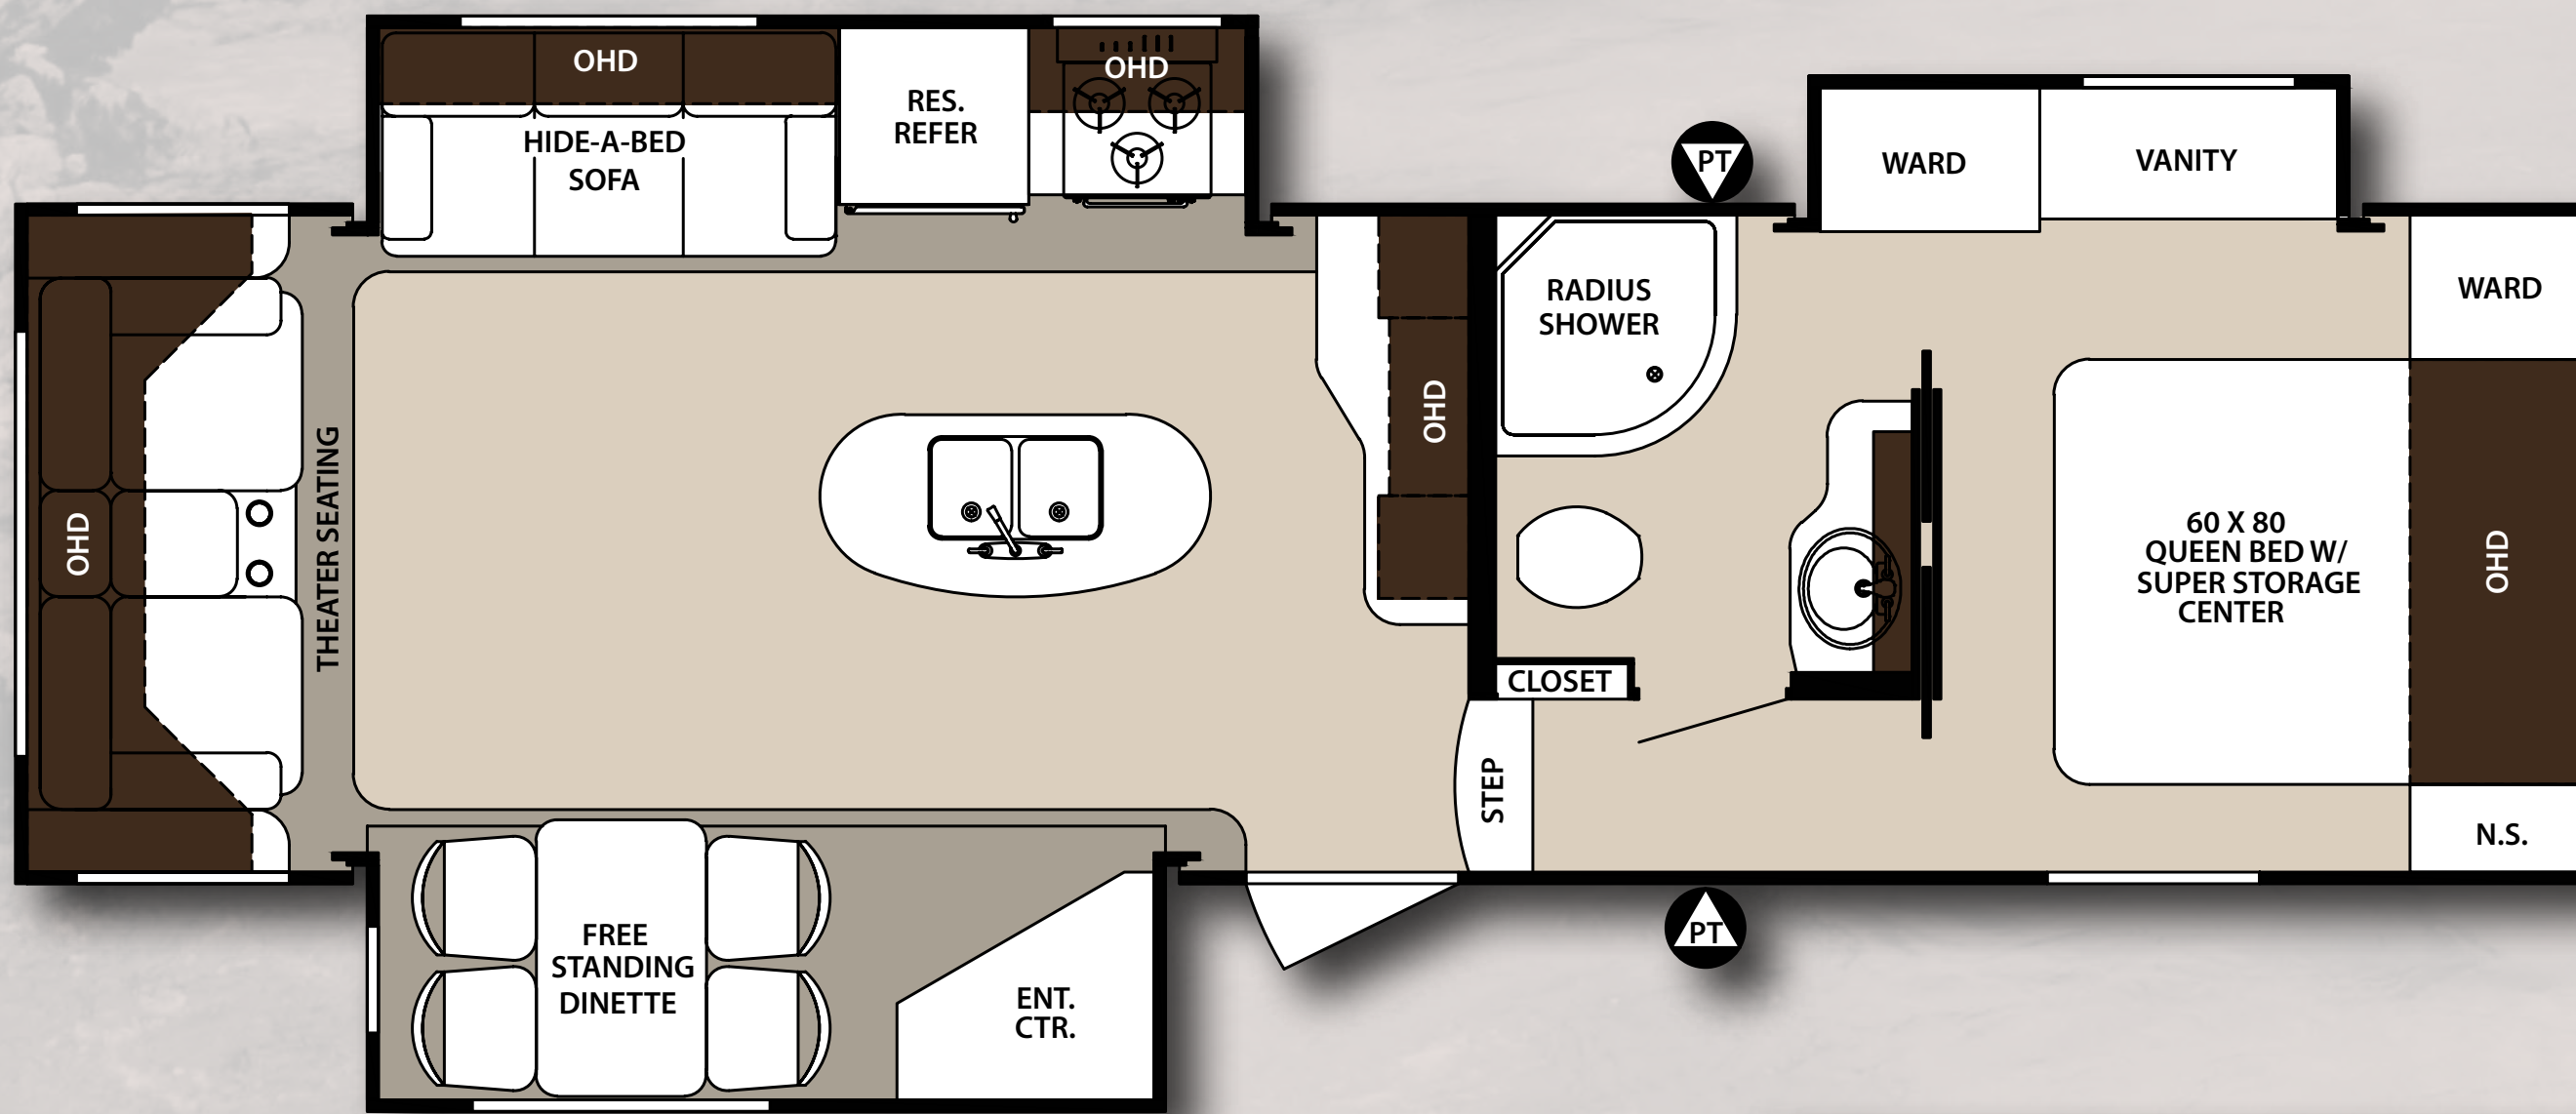 OHD
HIDE-A-BED
SOFA
RES.
REFER
OHD
PT
WARD
VANITY
RADIUS
SHOWER
WARD
OHD
THEATER SEATING
OHD
60 X 80
QUEEN BED W/
SUPER STORAGE
CENTER
OHD
CLOSET
STEP
N.S.
FREE
STANDING
DINETTE
ENT.
CTR.
PT